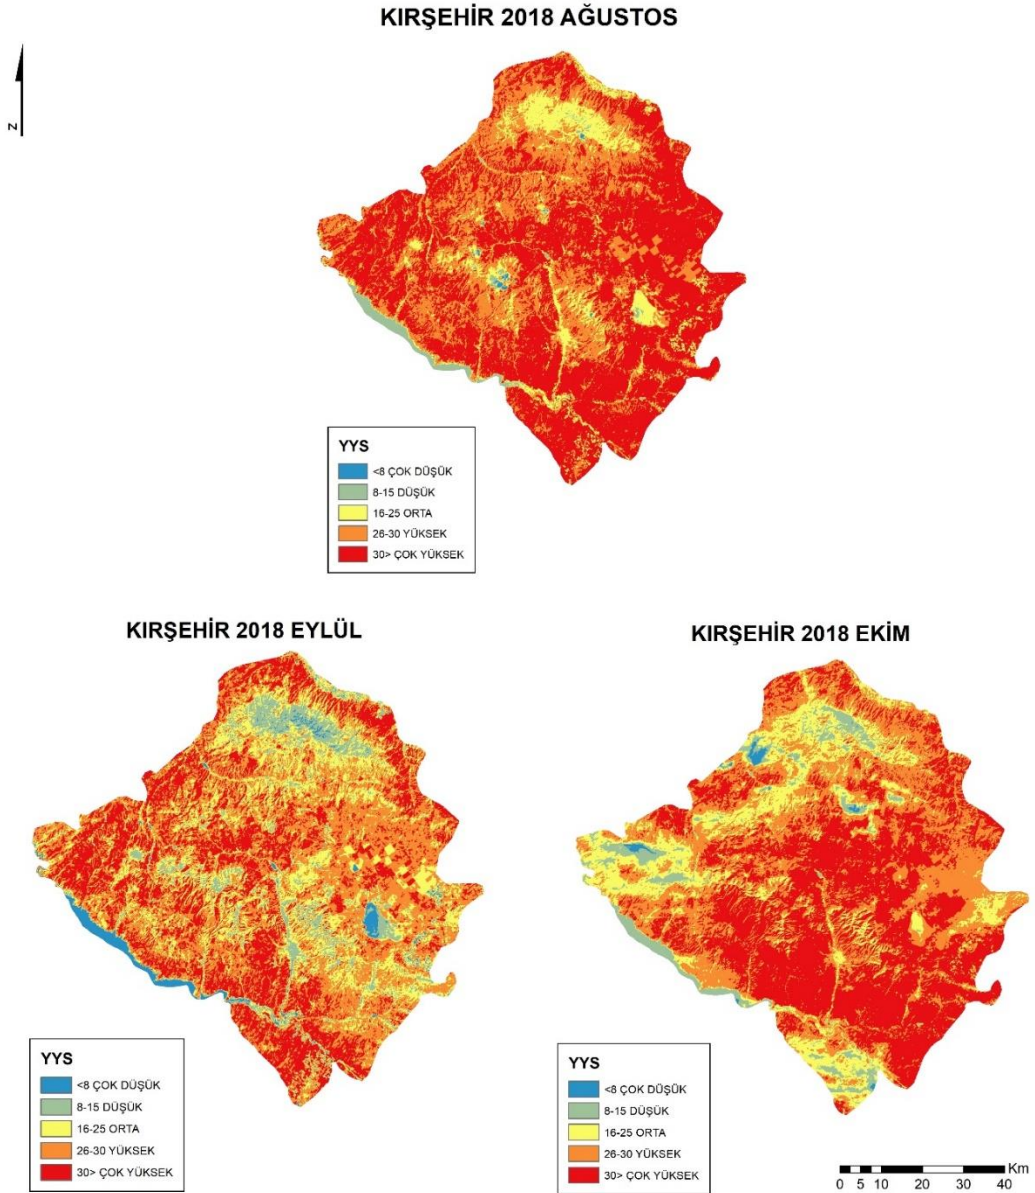 KIRŞEHİR 2018 AĞUSTOS
N
YYS
<8 ÇOK DÜŞÜK
8-15 DÜŞÜK
16-25 ORTA
26-30 YÜKSEK
30> ÇOK YÜKSEK
KIRŞEHİR 2018 EYLÜL
YYS
<8 ÇOK DÜŞÜK
8-15 DÜŞÜK
16-25 ORTA
26-30 YÜKSEK
30> ÇOK YÜKSEK
KIRŞEHİR 2018 EKİM
YYS
<8 ÇOK DÜŞÜK
8-15 DÜŞÜK
16-25 ORTA
26-30 YÜKSEK
30> ÇOK YÜKSEK
Km
0 5 10 20 30 40